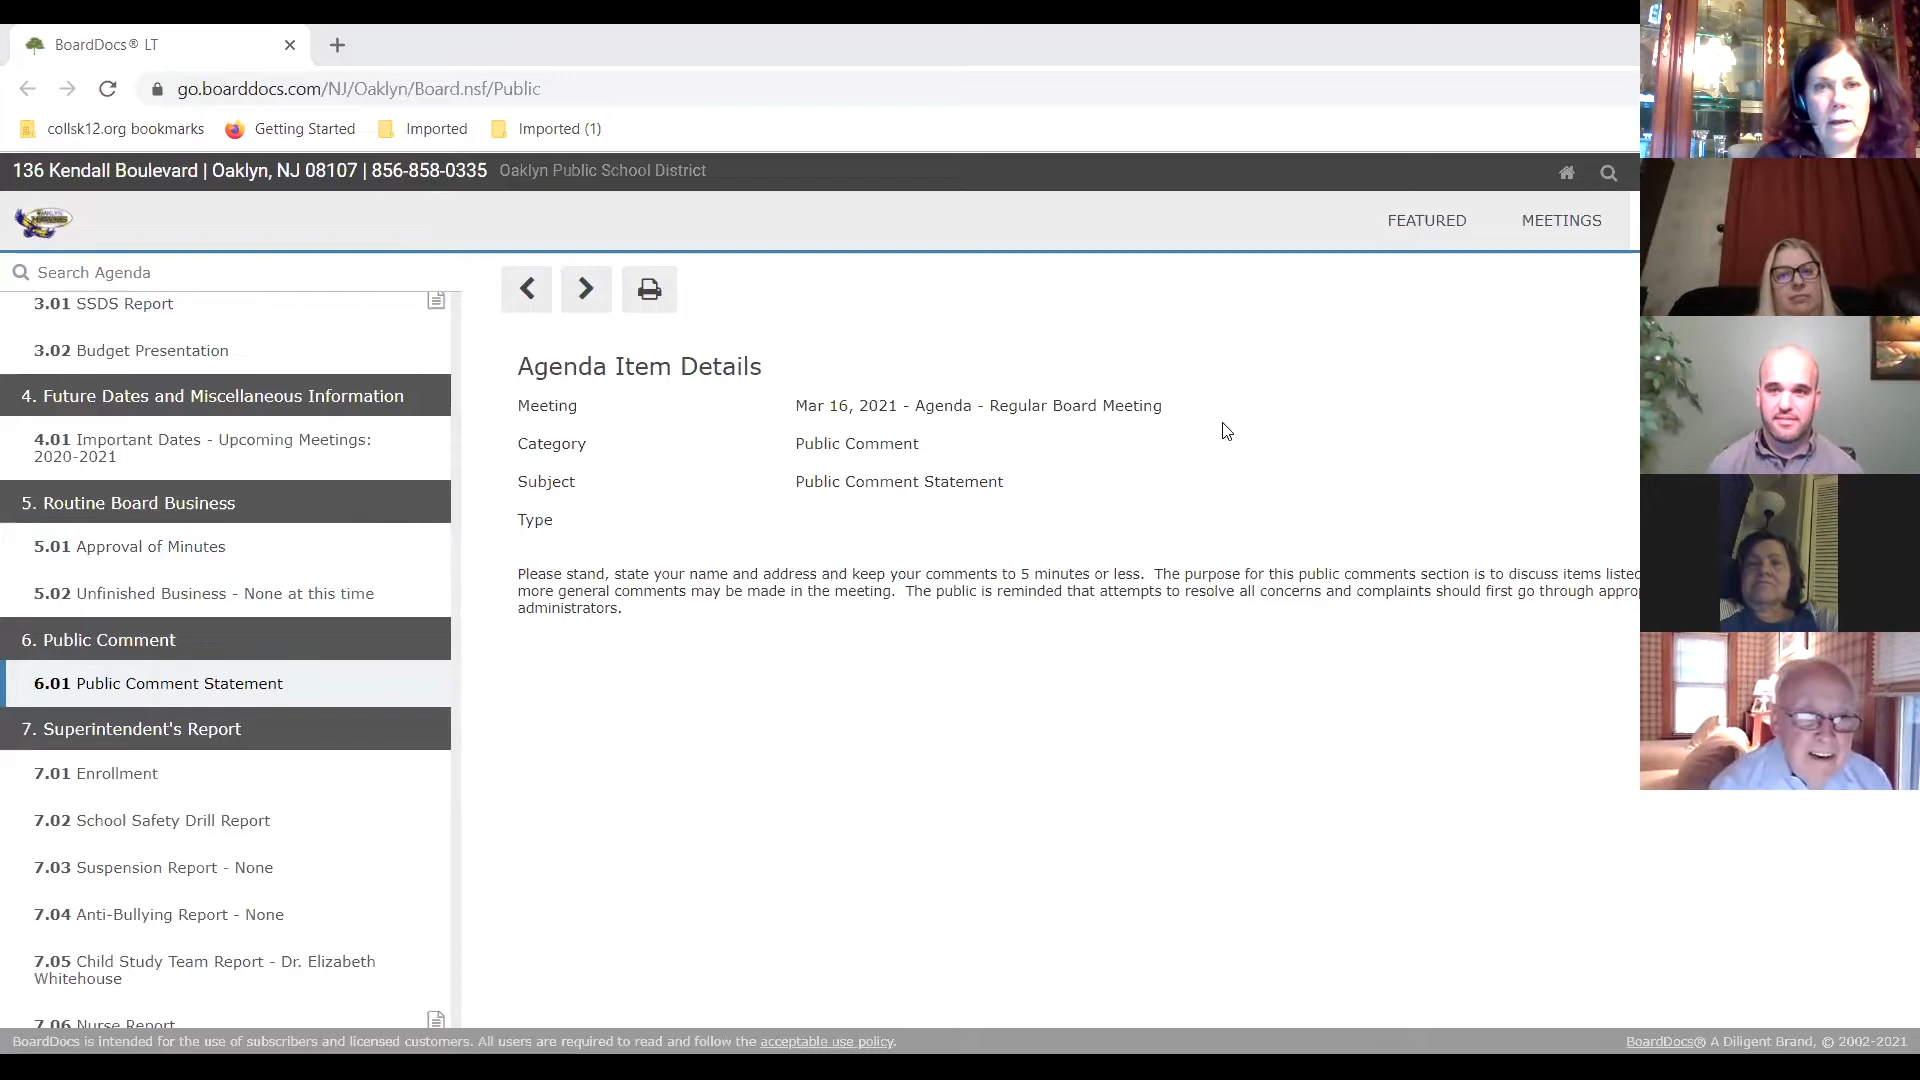 BoardDocs® LT
go.boarddocs.com/NJ/Oaklyn/Board.nsf/Public
collsk12.org bookmarks
Getting Started
Imported
Imported (1)
136 Kendall Boulevard | Oaklyn, NJ 08107 | 856-858-0335 Oaklyn Public School District
FEATURED
MEETINGS
Search Agenda
3.01 SSDS Report
3.02 Budget Presentation
4. Future Dates and Miscellaneous Information
4.01 Important Dates - Upcoming Meetings:
2020-2021
5. Routine Board Business
5.01 Approval of Minutes
5.02 Unfinished Business - None at this time
6. Public Comment
6.01 Public Comment Statement
7. Superintendent's Report
7.01 Enrollment
7.02 School Safety Drill Report
7.03 Suspension Report - None
7.04 Anti-Bullying Report - None
7.05 Child Study Team Report - Dr. Elizabeth
Whitehouse
7.06 Nurse Report
Agenda Item Details
Meeting Mar 16, 2021 - Agenda - Regular Board Meeting
Category Public Comment
Subject Public Comment Statement
Type
Please stand, state your name and address and keep your comments to 5 minutes or less. The purpose for this public comments section is to discuss items listed
more general comments may be made in the meeting. The public is reminded that attempts to resolve all concerns and complaints should first go through appro
administrators.
BoardDocs is intended for the use of subscribers and licensed customers. All users are required to read and follow the acceptable use policy.
BoardDocs® A Diligent Brand, © 2002-2021